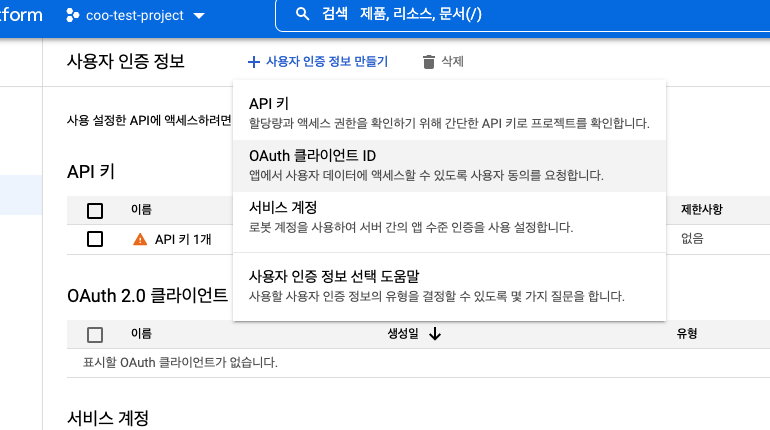 tform
coo-test-project
검색 제품, 리소스, 문서(/)
사용자 인증 정보
+ 사용자 인증 정보 만들기
삭제
사용 설정한 API에 액세스하려면
API 키
할당량과 액세스 권한을 확인하기 위해 간단한 API 키로 프로젝트를 확인합니다.
OAuth 클라이언트 ID
앱에서 사용자 데이터에 액세스할 수 있도록 사용자 동의를 요청합니다.
서비스 계정
로봇 계정을 사용하여 서버 간의 앱 수준 인증을 사용 설정합니다.
사용자 인증 정보 선택 도움말
사용할 사용자 인증 정보의 유형을 결정할 수 있도록 몇 가지 질문을 합니다.
API 키
이름 제한사항
API 키 1개 없음
OAuth 2.0 클라이언트
이름 생성일 유형
표시할 OAuth 클라이언트가 없습니다.
서비스 계정